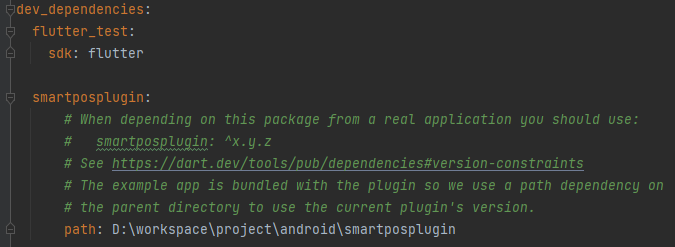 dev_dependencies:
  flutter_test:
    sdk: flutter

  smartposplugin:
      # When depending on this package from a real application you should use:
      #   smartposplugin: ^x.y.z
      # See https://dart.dev/tools/pub/dependencies#version-constraints
      # The example app is bundled with the plugin so we use a path dependency on
      # the parent directory to use the current plugin's version.
      path: D:\workspace\project\android\smartposplugin